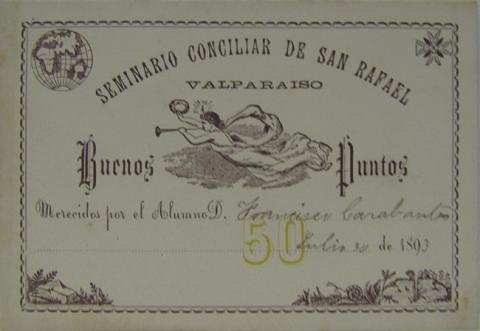 SEMINARIO CONCILIAR DE SAN RAFAEL
VALPARAISO
Buenos Puntos
Merecidos por el Alumno D. Francisco Carabantes
50
Julio 30 de 1893